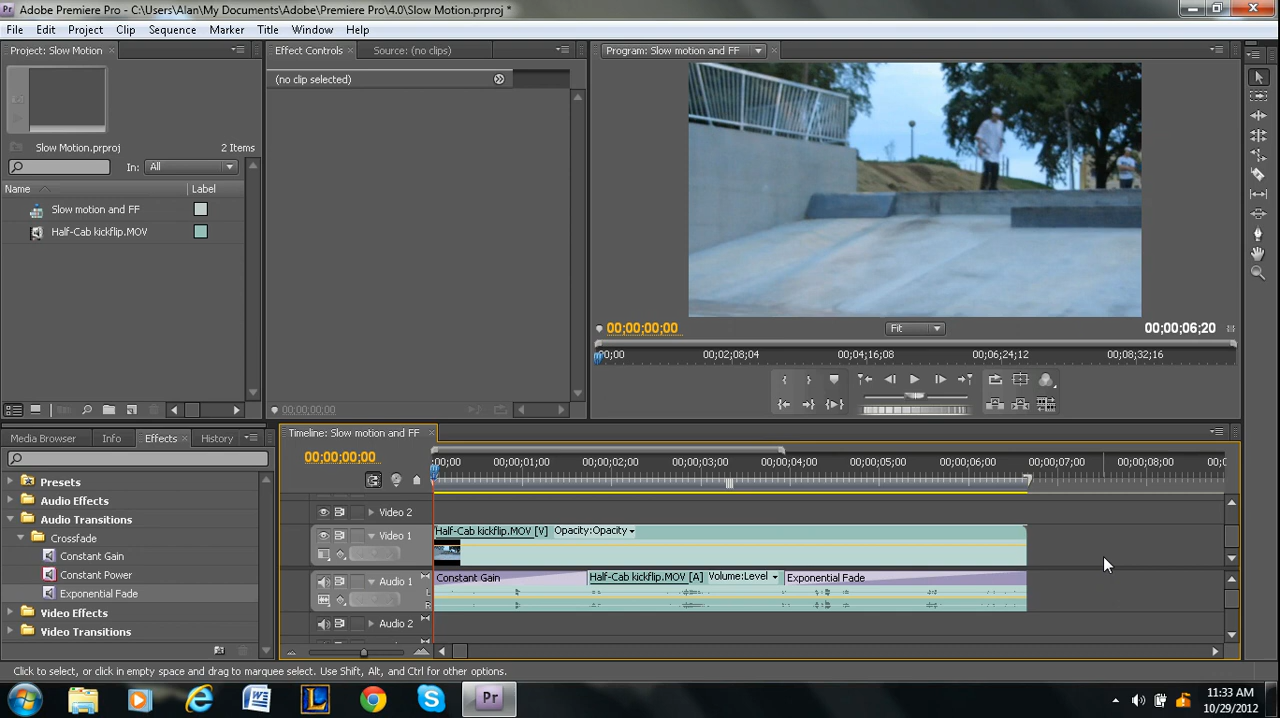 Adobe Premiere Pro - C:\Users\Alan\My Documents\Adobe\Premiere Pro\4.0\Slow Motion.prproj *
File Edit Project Clip Sequence Marker Title Window Help
Project: Slow Motion
Slow Motion.prproj 2 Items
In: All
Name Label
Slow motion and FF
Half-Cab kickflip.MOV
Effect Controls Source: (no clips)
(no clip selected)
00;00;00;00
Program: Slow motion and FF
00;00;00;00 Fit 00;00;06;20
00;00 00;02;08;04 00;04;16;08 00;06;24;12 00;08;32;16
Media Browser Info Effects History
Presets
Audio Effects
Audio Transitions
Crossfade
Constant Gain
Constant Power
Exponential Fade
Video Effects
Video Transitions
Timeline: Slow motion and FF
00;00;00;00
;00;00 00;00;01;00 00;00;02;00 00;00;03;00 00;00;04;00 00;00;05;00 00;00;06;00 00;00;07;00 00;00;08;00 00;0
Video 2
Half-Cab kickflip.MOV [V] Opacity:Opacity
Video 1
Constant Gain Half-Cab kickflip.MOV [A] Volume:Level Exponential Fade
Audio 1
L
R
Audio 2
Click to select, or click in empty space and drag to marquee select. Use Shift, Alt, and Ctrl for other options.
W L S Pr
11:33 AM
10/29/2012